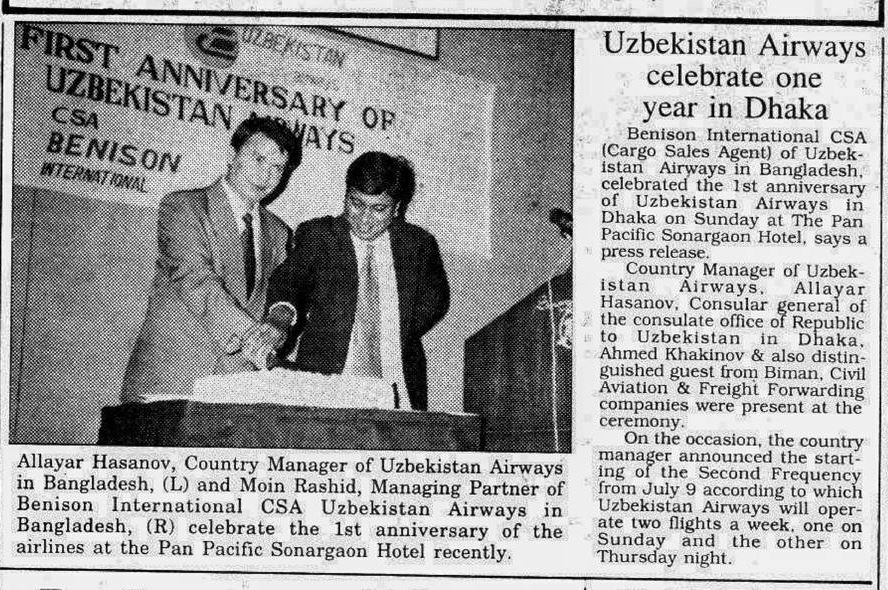 FIRST ANNIVERSARY OF
UZBEKISTAN AIRWAYS
UZBEKISTAN
CSA
BENISON
INTERNATIONAL
Allayar Hasanov, Country Manager of Uzbekistan Airways
in Bangladesh, (L) and Moin Rashid, Managing Partner of
Benison International CSA Uzbekistan Airways in
Bangladesh, (R) celebrate the 1st anniversary of the
airlines at the Pan Pacific Sonargaon Hotel recently.
Uzbekistan Airways
celebrate one
year in Dhaka
Benison International CSA
(Cargo Sales Agent) of Uzbek-
istan Airways in Bangladesh,
celebrated the 1st anniversary
of Uzbekistan Airways in
Dhaka on Sunday at The Pan
Pacific Sonargaon Hotel, says a
press release.
Country Manager of Uzbek-
istan Airways, Allayar
Hasanov, Consular general of
the consulate office of Republic
to Uzbekistan in Dhaka,
Ahmed Khakinov & also distin-
guished guest from Biman, Civil
Aviation & Freight Forwarding
companies were present at the
ceremony.
On the occasion, the country
manager announced the start-
ing of the Second Frequency
from July 9 according to which
Uzbekistan Airways will oper-
ate two flights a week, one on
Sunday and the other on
Thursday night.